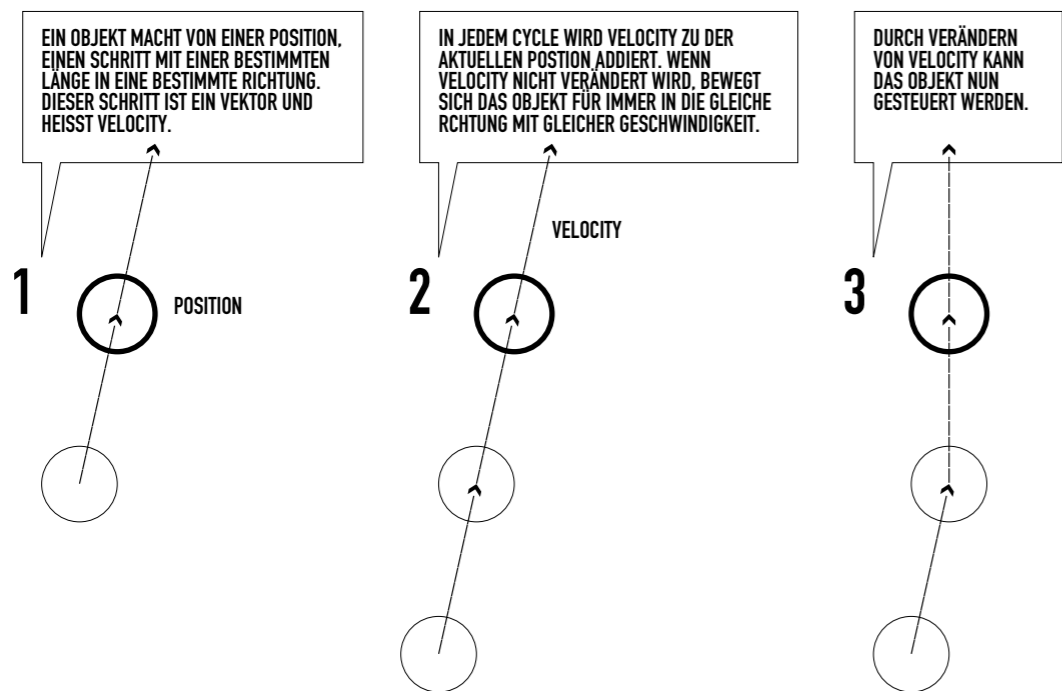 EIN OBJEKT MACHT VON EINER POSITION,
EINEN SCHRITT MIT EINER BESTIMMTEN
LÄNGE IN EINE BESTIMMTE RICHTUNG.
DIESER SCHRITT IST EIN VEKTOR UND
HEISST VELOCITY.
1
POSITION
IN JEDEM CYCLE WIRD VELOCITY ZU DER
AKTUELLEN POSTION ADDIERT. WENN
VELOCITY NICHT VERÄNDERT WIRD, BEWEGT
SICH DAS OBJEKT FÜR IMMER IN DIE GLEICHE
RCHTUNG MIT GLEICHER GESCHWINDIGKEIT.
VELOCITY
2
DURCH VERÄNDERN
VON VELOCITY KANN
DAS OBJEKT NUN
GESTEUERT WERDEN.
3